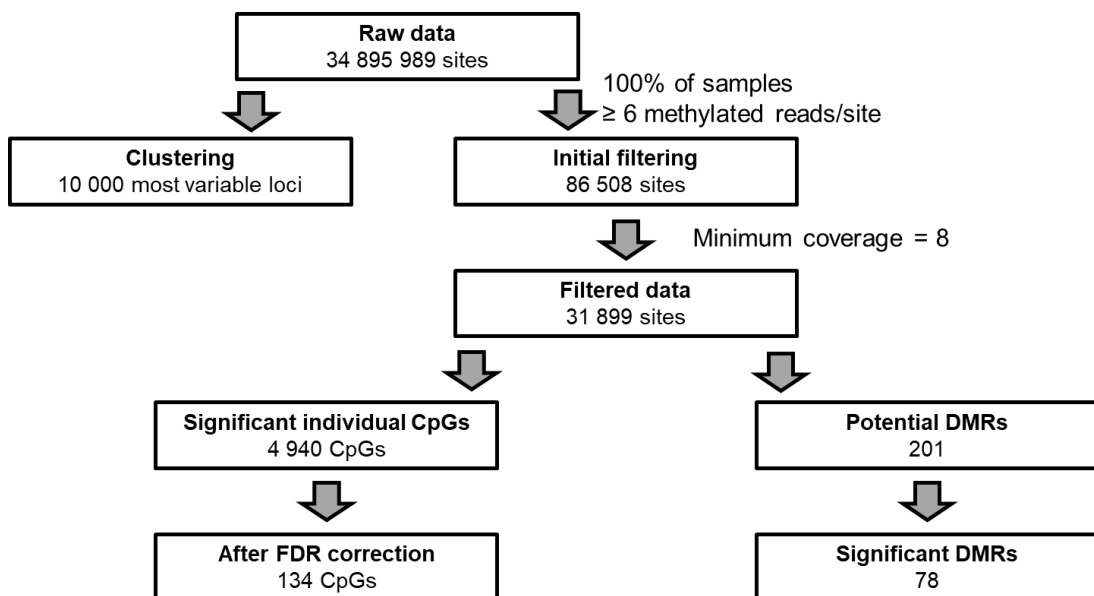 Raw data
34 895 989 sites
100% of samples
≥ 6 methylated reads/site
Clustering
10 000 most variable loci
Initial filtering
86 508 sites
Minimum coverage = 8
Filtered data
31 899 sites
Significant individual CpGs
4 940 CpGs
Potential DMRs
201
After FDR correction
134 CpGs
Significant DMRs
78